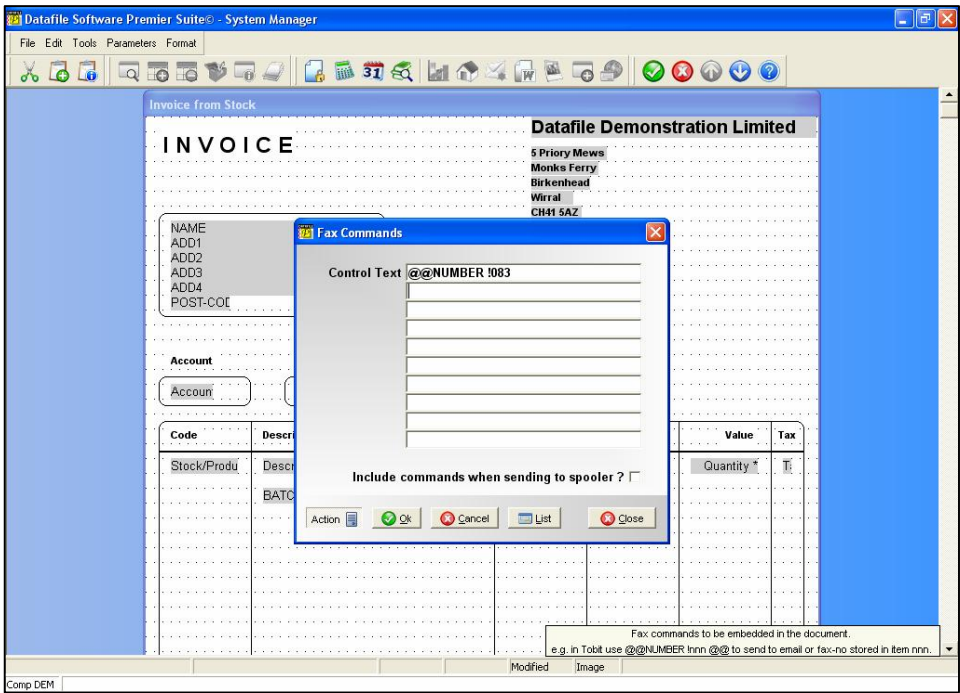 Datafile Software Premier Suite© - System Manager
File Edit Tools Parameters Format
31
Invoice from Stock
INVOICE
Datafile Demonstration Limited
5 Priory Mews
Monks Ferry
Birkenhead
Wirral
CH41 5AZ
NAME
ADD1
ADD2
ADD3
ADD4
POST-COD
Fax Commands
Control Text @@NUMBER !083
Account
Accoun
Code Descri Value Tax
Stock/Produ Descr Quantity * T
BATC
Include commands when sending to spooler ?
Action Ok Cancel List Close
Fax commands to be embedded in the document.
e.g. in Tobit use @@NUMBER !nnn @@ to send to email or fax-no stored in item nnn.
Modified Image
Comp DEM